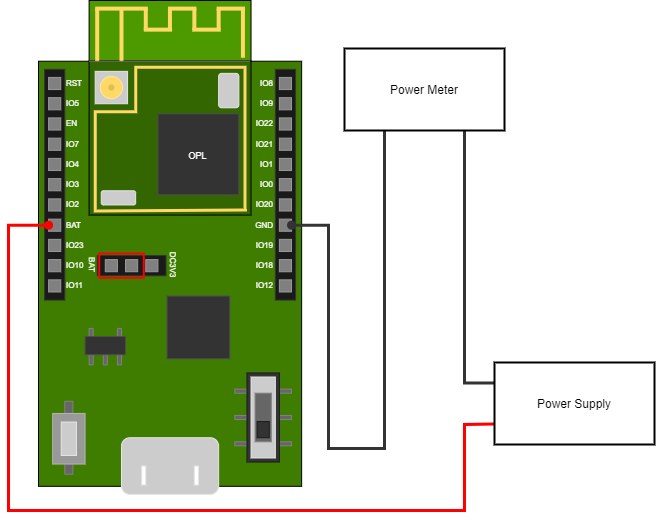 Power Meter
RST
IO5
EN
IO7
IO4
IO3
IO2
BAT
IO23
IO10
IO11
OPL
IO8
IO9
IO22
IO21
IO1
IO0
IO20
GND
IO19
IO18
IO12
BAT
DC3V3
Power Supply